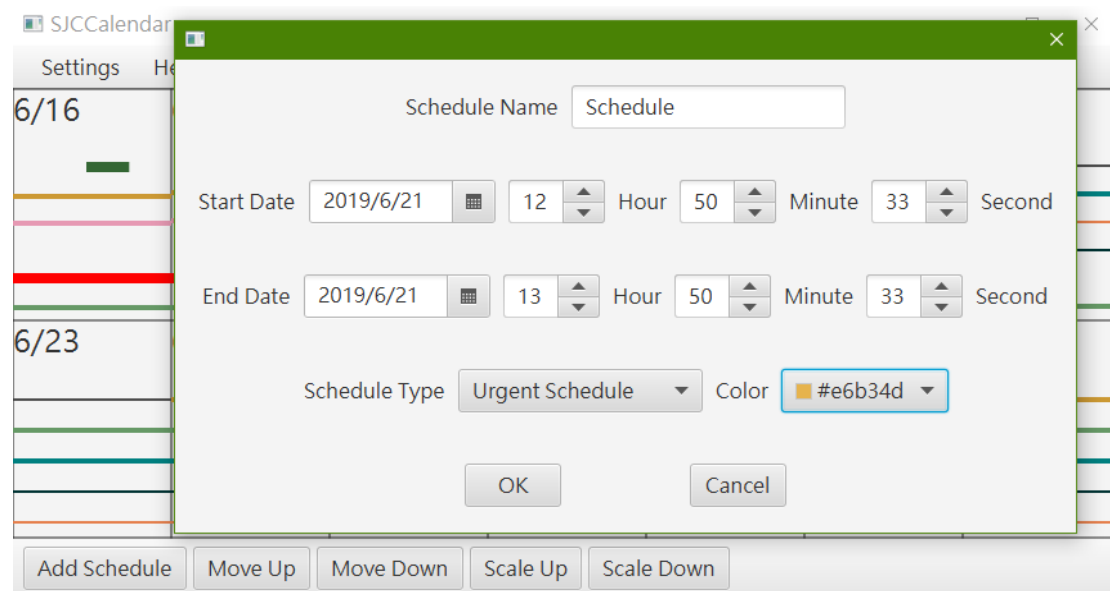 SJCCalendar
Settings
6/16
Schedule Name Schedule
Start Date 2019/6/21 12 Hour 50 Minute 33 Second
End Date 2019/6/21 13 Hour 50 Minute 33 Second
6/23
Schedule Type Urgent Schedule Color #e6b34d
OK Cancel
Add Schedule Move Up Move Down Scale Up Scale Down